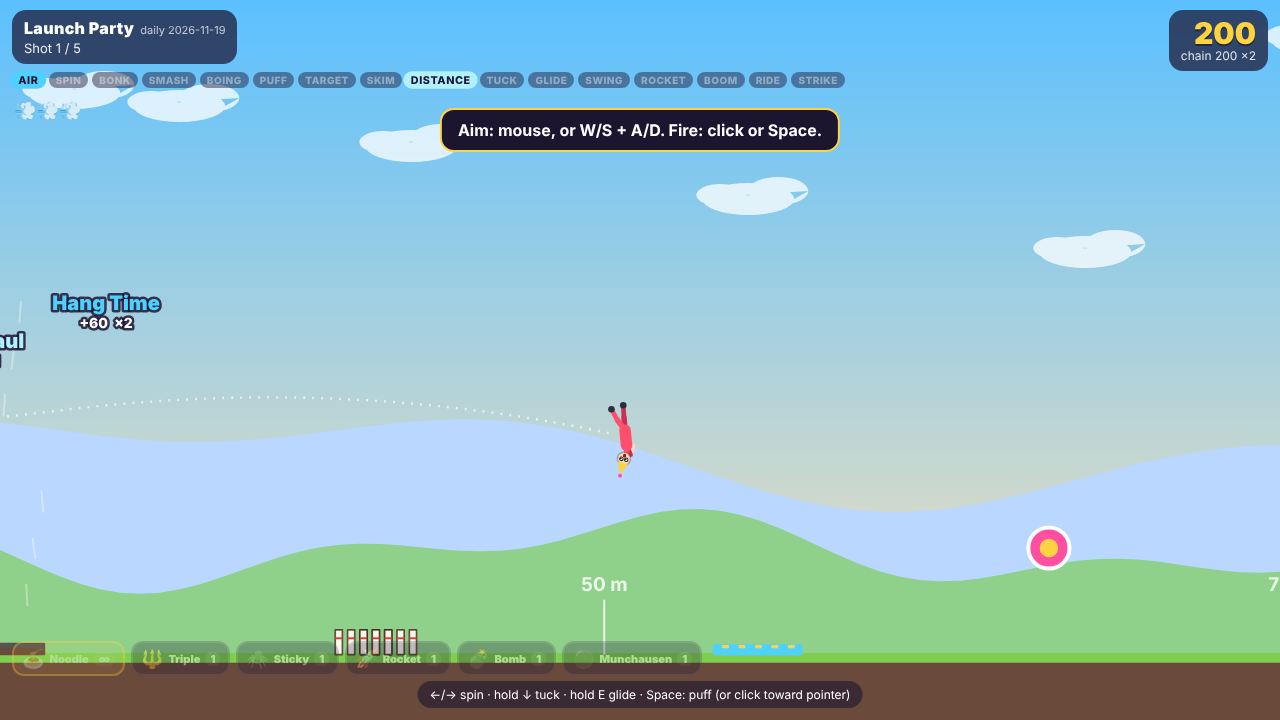 Launch Party daily 2026-11-19
Shot 1 / 5
200
chain 200 ×2
AIR SPIN BONK SMASH BOING PUFF TARGET SKIM DISTANCE TUCK GLIDE SWING ROCKET BOOM RIDE STRIKE
Aim: mouse, or W/S + A/D. Fire: click or Space.
Hang Time
+60 ×2
aul
50 m
7
Noodle ∞ Triple 1 Sticky 1 Rocket 1 Bomb 1 Munchausen 1
←/→ spin · hold ↓ tuck · hold E glide · Space: puff (or click toward pointer)